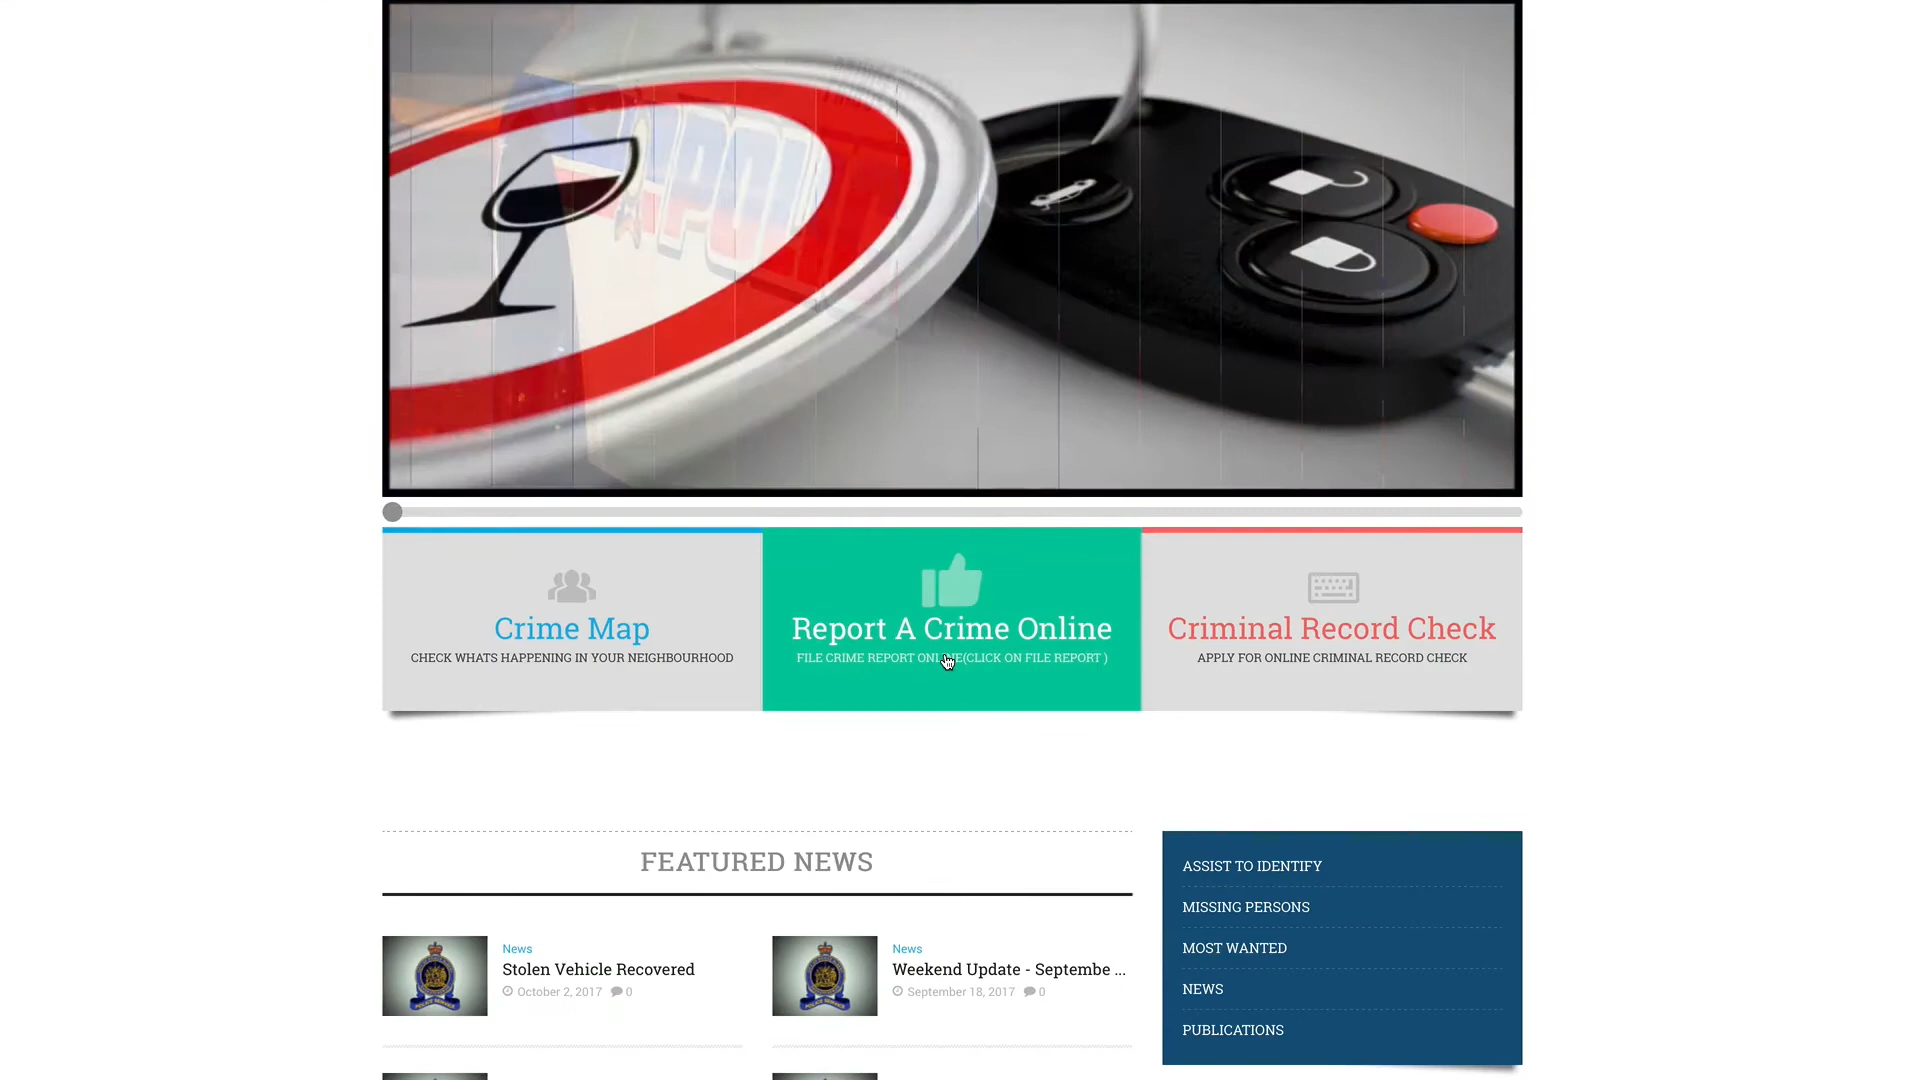 POLI
Crime Map
CHECK WHATS HAPPENING IN YOUR NEIGHBOURHOOD
Report A Crime Online
FILE CRIME REPORT ONLINE(CLICK ON FILE REPORT )
Criminal Record Check
APPLY FOR ONLINE CRIMINAL RECORD CHECK
FEATURED NEWS
News
Stolen Vehicle Recovered
October 2, 2017 0
News
Weekend Update - Septembe ...
September 18, 2017 0
ASSIST TO IDENTIFY
MISSING PERSONS
MOST WANTED
NEWS
PUBLICATIONS